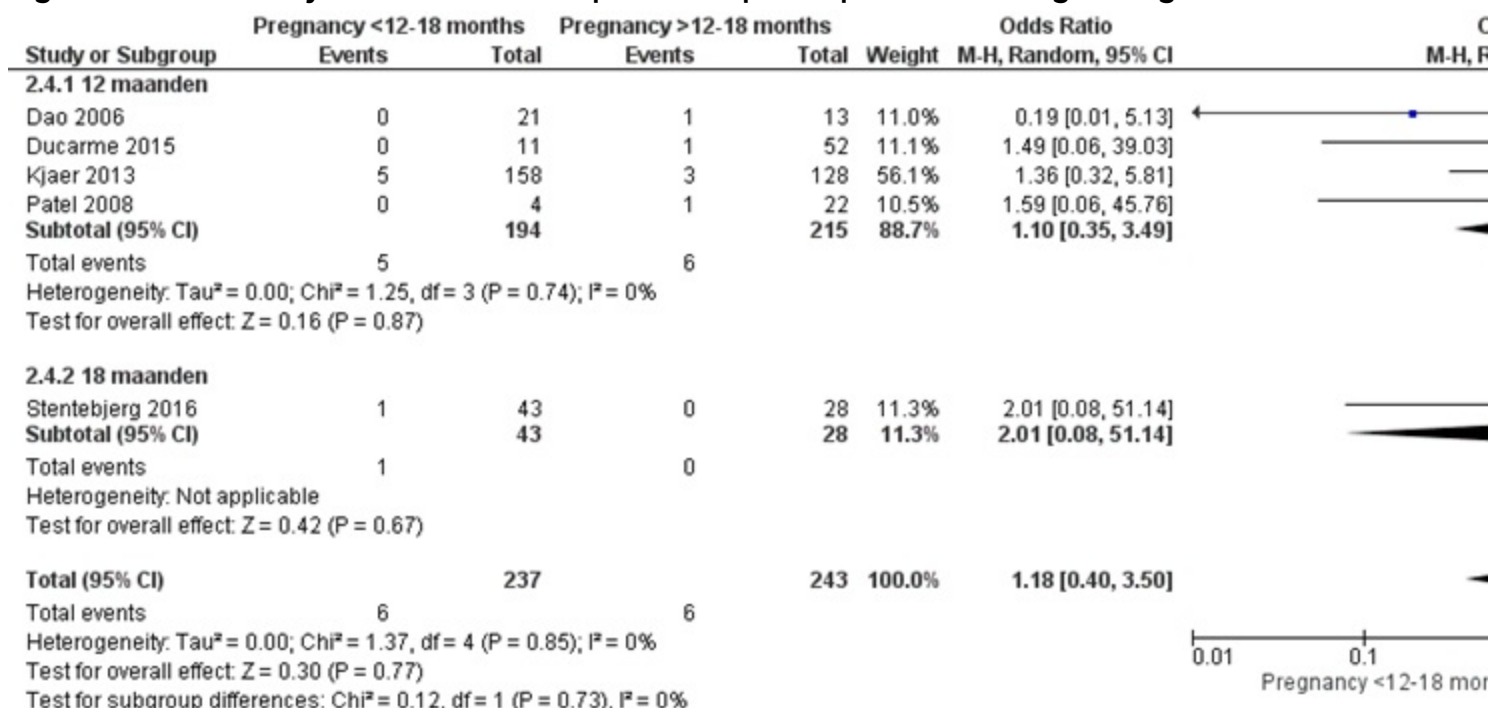 Pregnancy <12-18 months Pregnancy >12-18 months Odds Ratio
Study or Subgroup Events Total Events Total Weight M-H, Random, 95% CI M-H, R
2.4.1 12 maanden
Dao 2006 0 21 1 13 11.0% 0.19 [0.01, 5.13]
Ducarme 2015 0 11 1 52 11.1% 1.49 [0.06, 39.03]
Kjaer 2013 5 158 3 128 56.1% 1.36 [0.32, 5.81]
Patel 2008 0 4 1 22 10.5% 1.59 [0.06, 45.76]
Subtotal (95% CI) 194 215 88.7% 1.10 [0.35, 3.49]
Total events 5 6
Heterogeneity: Tau² = 0.00; Chi² = 1.25, df = 3 (P = 0.74); I² = 0%
Test for overall effect: Z = 0.16 (P = 0.87)
2.4.2 18 maanden
Stentebjerg 2016 1 43 0 28 11.3% 2.01 [0.08, 51.14]
Subtotal (95% CI) 43 28 11.3% 2.01 [0.08, 51.14]
Total events 1 0
Heterogeneity: Not applicable
Test for overall effect: Z = 0.42 (P = 0.67)
Total (95% CI) 237 243 100.0% 1.18 [0.40, 3.50]
Total events 6 6
Heterogeneity: Tau² = 0.00; Chi² = 1.37, df = 4 (P = 0.85); I² = 0%
Test for overall effect: Z = 0.30 (P = 0.77)
Test for subgroup differences: Chi² = 0.12, df = 1 (P = 0.73), I² = 0%
0.01 0.1
Pregnancy <12-18 mon